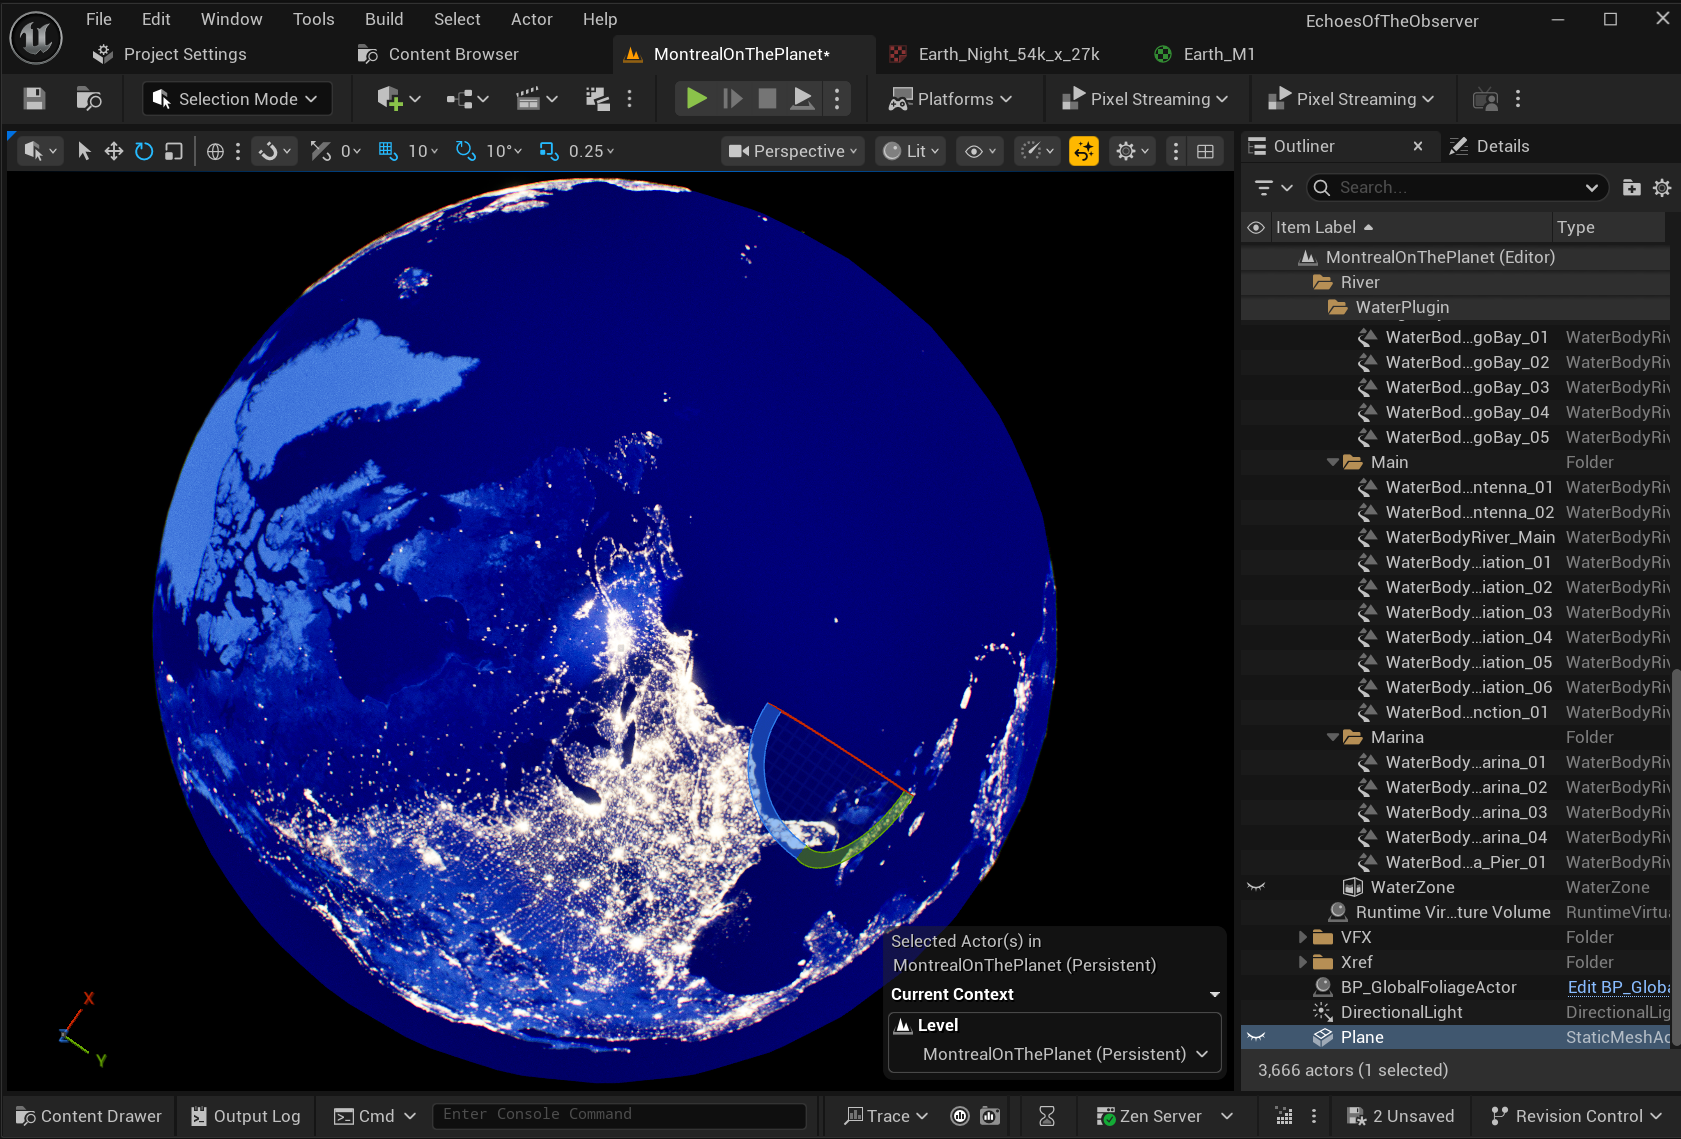 File Edit Window Tools Build Select Actor Help
EchoesOfTheObserver
Project Settings
Content Browser
MontrealOnThePlanet*
Earth_Night_54k_x_27k
Earth_M1
Selection Mode
Platforms
Pixel Streaming
Pixel Streaming
0
10
10°
0.25
Perspective
Lit
Outliner
Details
Search...
Item Label
Type
MontrealOnThePlanet (Editor)
River
WaterPlugin
WaterBod...goBay_01 WaterBodyRiv
WaterBod...goBay_02 WaterBodyRiv
WaterBod...goBay_03 WaterBodyRiv
WaterBod...goBay_04 WaterBodyRiv
WaterBod...goBay_05 WaterBodyRiv
Main Folder
WaterBod...ntenna_01 WaterBodyRiv
WaterBod...ntenna_02 WaterBodyRiv
WaterBodyRiver_Main WaterBodyRiv
WaterBody...iation_01 WaterBodyRiv
WaterBody...iation_02 WaterBodyRiv
WaterBody...iation_03 WaterBodyRiv
WaterBody...iation_04 WaterBodyRiv
WaterBody...iation_05 WaterBodyRiv
WaterBody...iation_06 WaterBodyRiv
WaterBod...nction_01 WaterBodyRiv
Marina Folder
WaterBody...arina_01 WaterBodyRiv
WaterBody...arina_02 WaterBodyRiv
WaterBody...arina_03 WaterBodyRiv
WaterBody...arina_04 WaterBodyRiv
WaterBod...a_Pier_01 WaterBodyRiv
WaterZone WaterZone
Runtime Vir...ture Volume RuntimeVirtua
VFX Folder
Xref Folder
BP_GlobalFoliageActor Edit BP_Globa
DirectionalLight DirectionalLig
Plane StaticMeshAc
3,666 actors (1 selected)
Selected Actor(s) in
MontrealOnThePlanet (Persistent)
Current Context
Level
MontrealOnThePlanet (Persistent)
X
Z
Y
Content Drawer
Output Log
Cmd
Enter Console Command
Trace
Zen Server
2 Unsaved
Revision Control